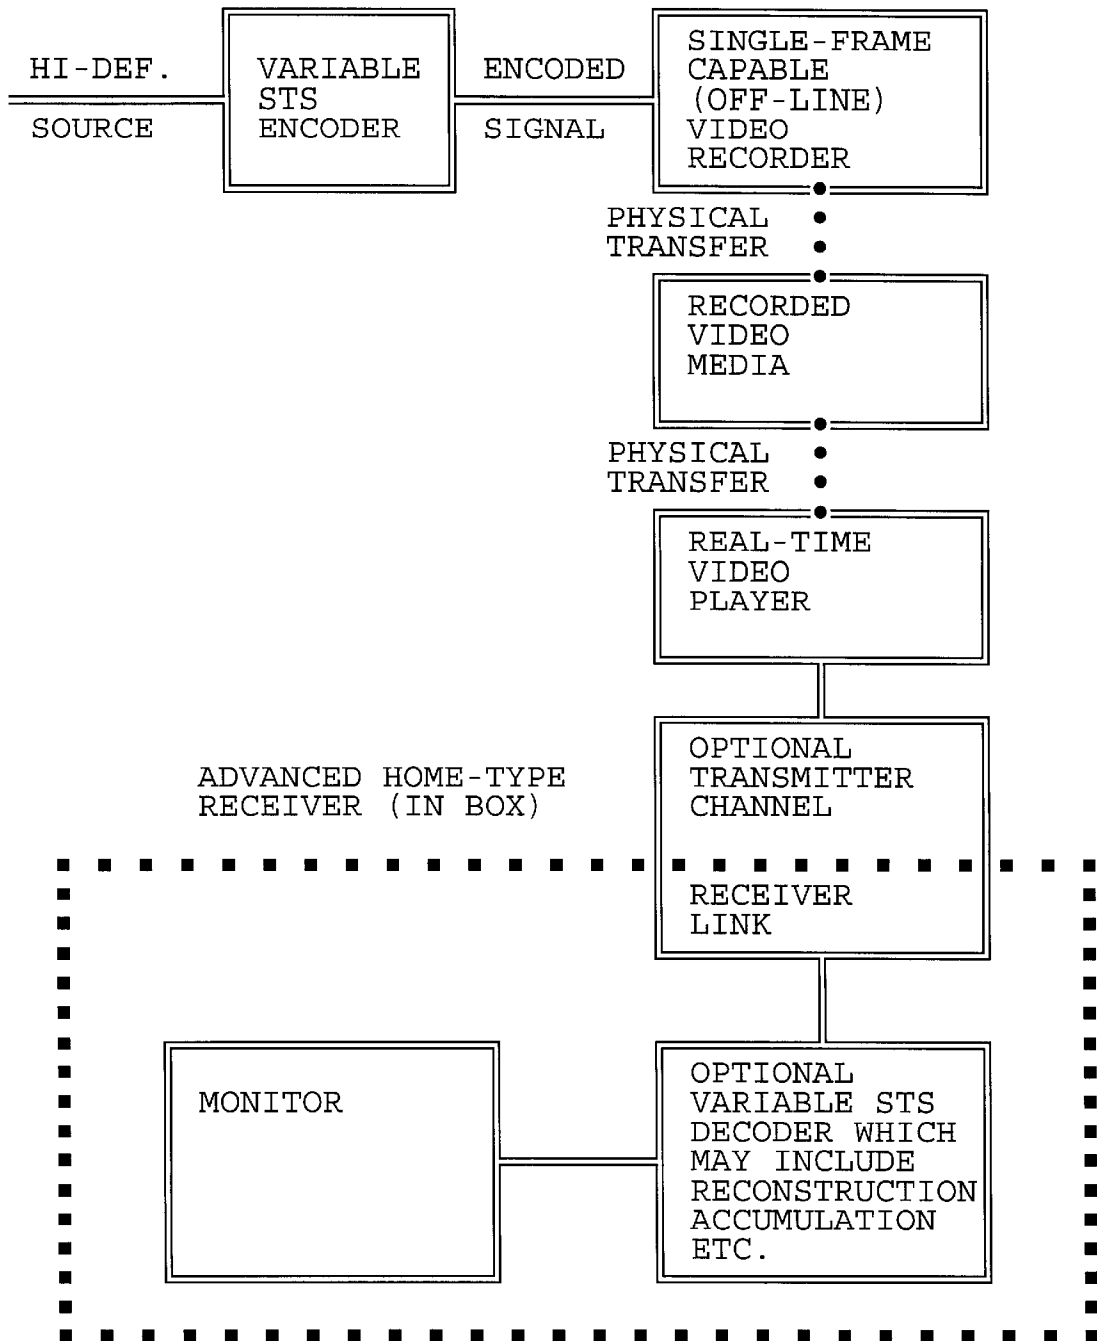 HI-DEF.
SOURCE
VARIABLE
STS
ENCODER
ENCODED
SIGNAL
SINGLE-FRAME
CAPABLE
(OFF-LINE)
VIDEO
RECORDER
PHYSICAL
TRANSFER
RECORDED
VIDEO
MEDIA
PHYSICAL
TRANSFER
REAL-TIME
VIDEO
PLAYER
OPTIONAL
TRANSMITTER
CHANNEL
ADVANCED HOME-TYPE
RECEIVER (IN BOX)
RECEIVER
LINK
MONITOR
OPTIONAL
VARIABLE STS
DECODER WHICH
MAY INCLUDE
RECONSTRUCTION
ACCUMULATION
ETC.